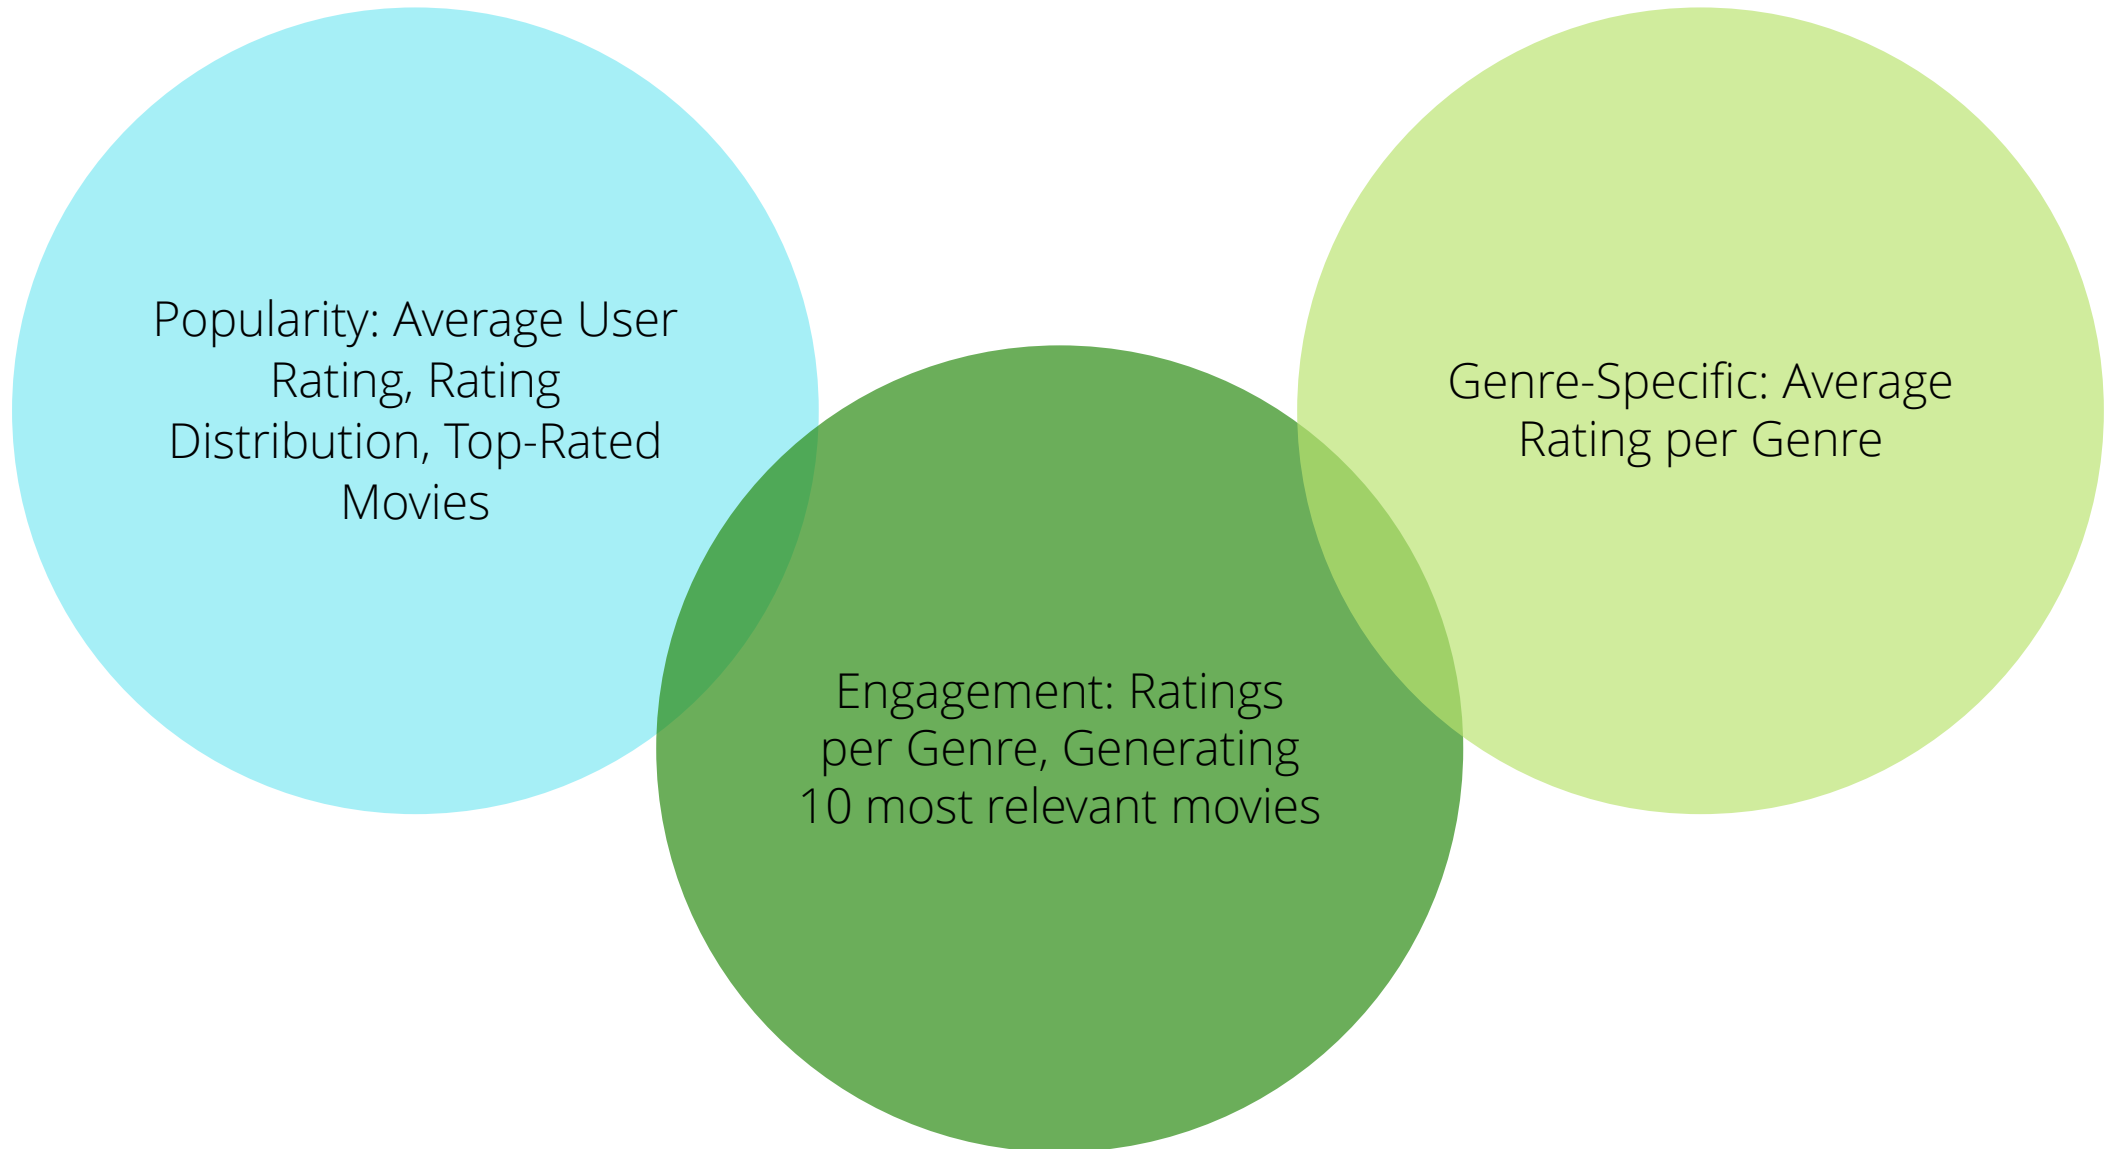 Popularity: Average User
Rating, Rating
Distribution, Top-Rated
Movies
Engagement: Ratings
per Genre, Generating
10 most relevant movies
Genre-Specific: Average
Rating per Genre